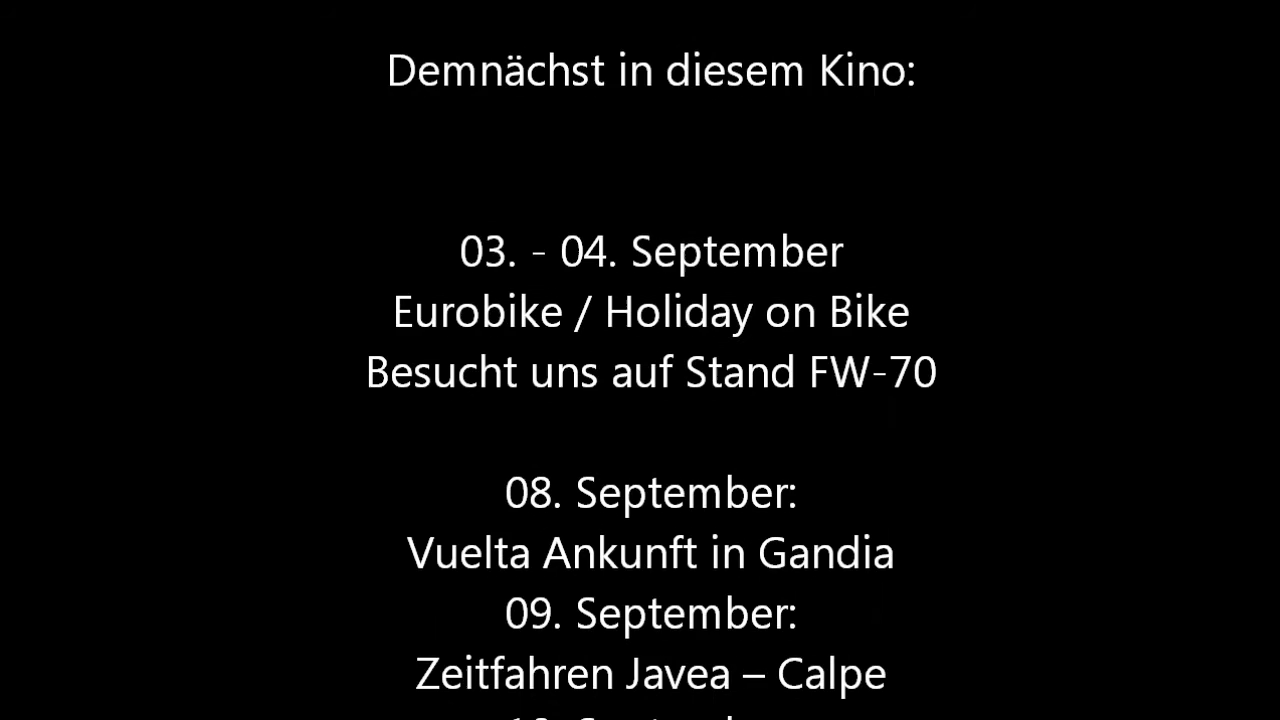 Demnächst in diesem Kino:
03. - 04. September
Eurobike / Holiday on Bike
Besucht uns auf Stand FW-70
08. September:
Vuelta Ankunft in Gandia
09. September:
Zeitfahren Javea – Calpe